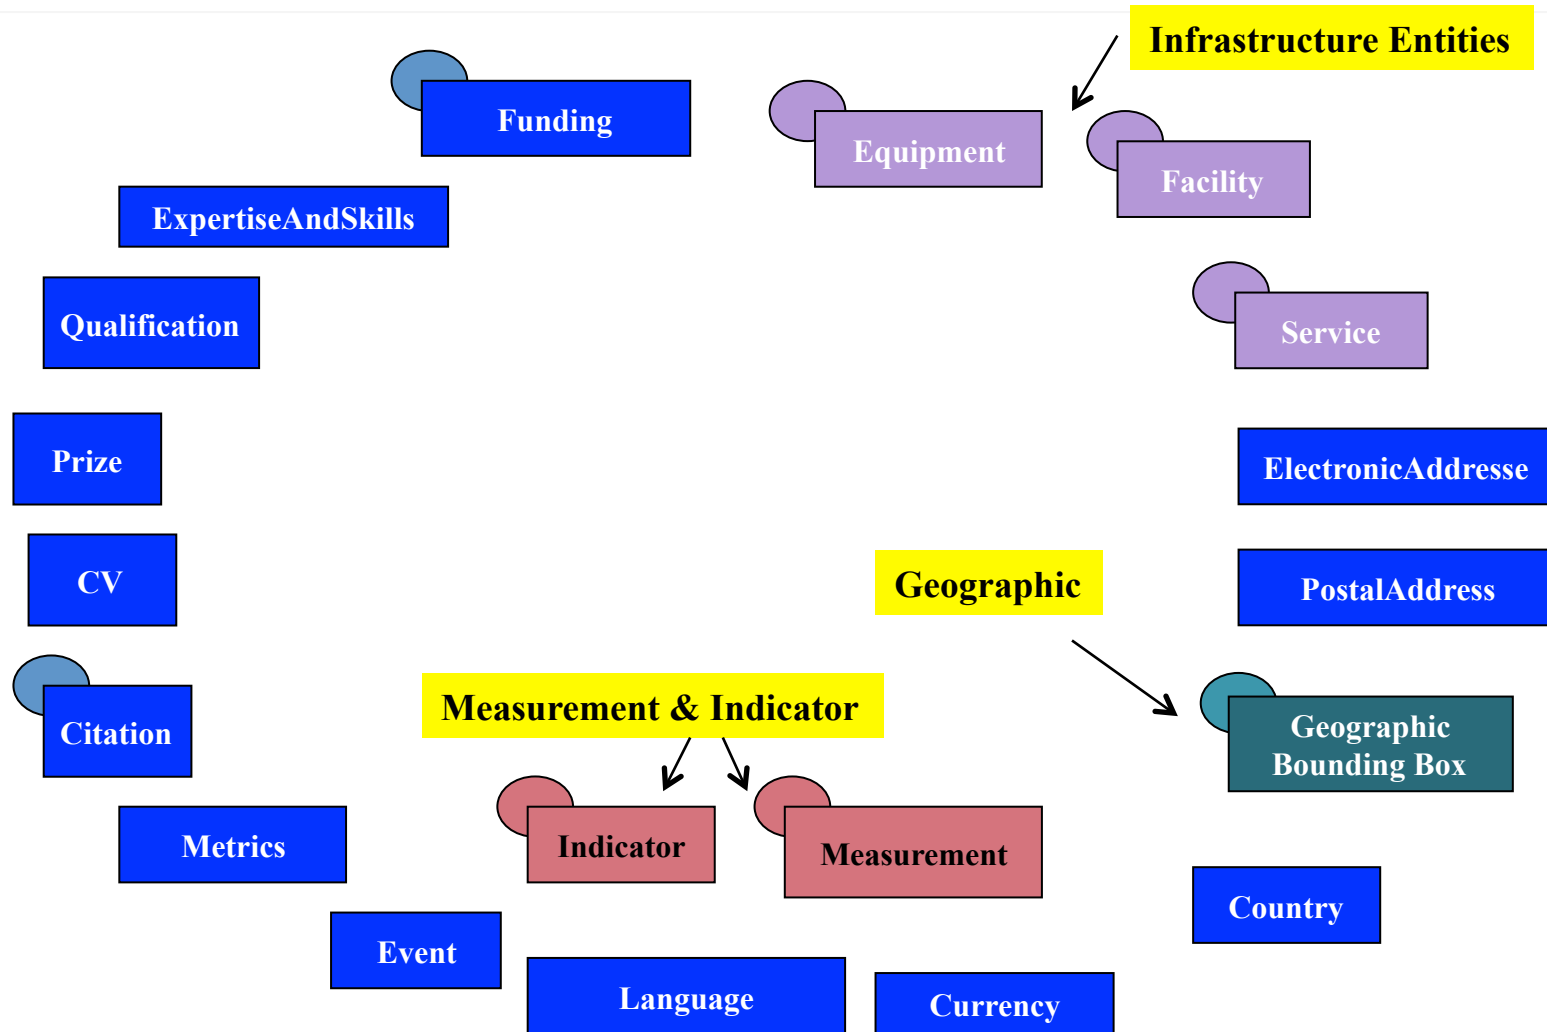 Infrastructure Entities
Funding
Equipment
Facility
ExpertiseAndSkills
Qualification
Service
Prize
ElectronicAddresse
CV
Geographic
PostalAddress
Measurement & Indicator
Citation
Geographic
Bounding Box
Metrics
Indicator
Measurement
Country
Event
Language
Currency